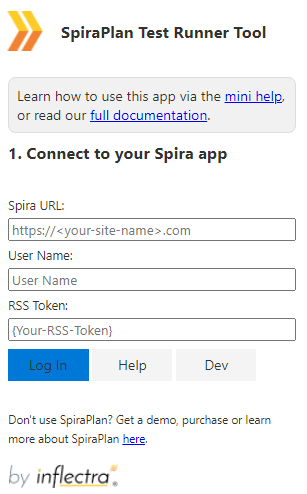 SpiraPlan Test Runner Tool
Learn how to use this app via the mini help,
or read our full documentation.
1. Connect to your Spira app
Spira URL:
https://<your-site-name>.com
User Name:
User Name
RSS Token:
{Your-RSS-Token}
Log In Help Dev
Don't use SpiraPlan? Get a demo, purchase or learn
more about SpiraPlan here.
by inflectra®